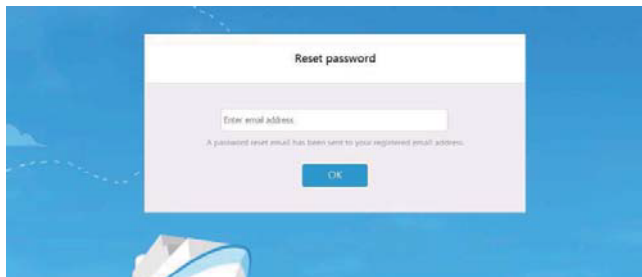 Reset password
Enter email address
A password reset email has been sent to your registered email address.
OK